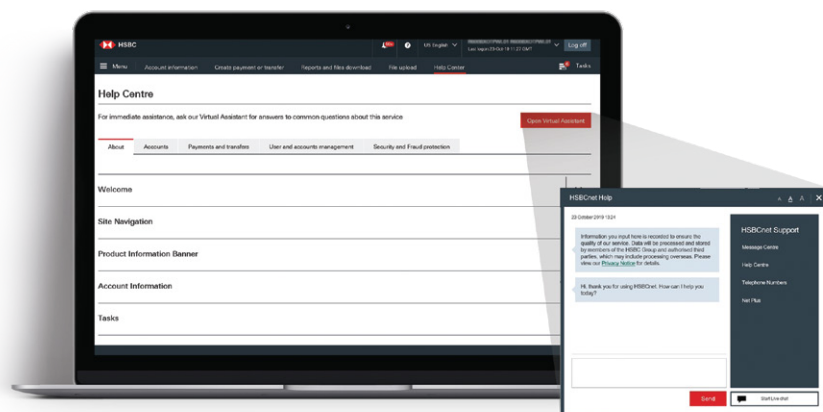 HSBC
US English
Log off
Menu
Account information
Create payment or transfer
Reports and files download
File upload
Help Center
Tasks
Help Centre
For immediate assistance, ask our Virtual Assistant for answers to common questions about this service
Open Virtual Assistant
About
Accounts
Payments and transfers
User and accounts management
Security and Fraud protection
Welcome
Site Navigation
Product Information Banner
Account Information
Tasks
HSBCnet Help
A A A
Information you input here is recorded to ensure the
quality of our service. Data will be processed and stored
by members of the HSBC Group and authorised third
parties, which may include processing overseas. Please
view our Privacy Notice for details.
Hi, thank you for using HSBCnet. How can I help you
today?
HSBCnet Support
Message Centre
Help Centre
Telephone Numbers
Net Plus
Send
Start Live chat